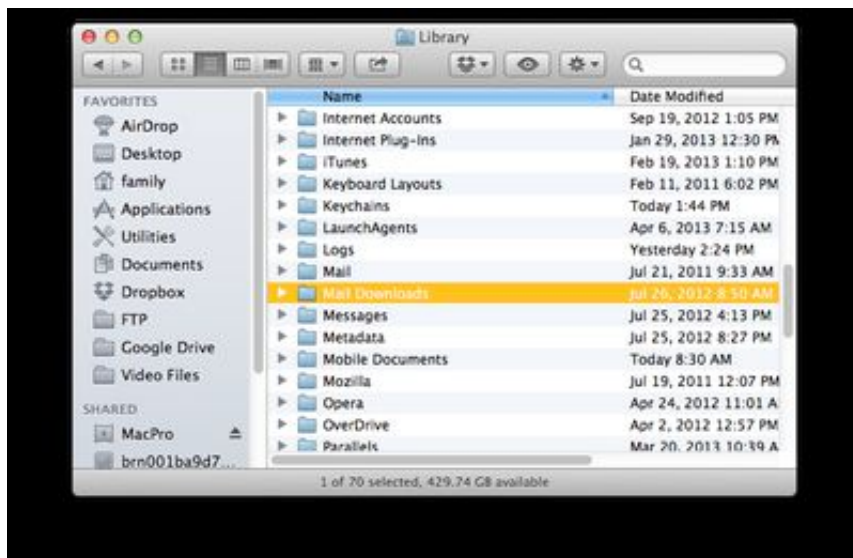 Library
FAVORITES
AirDrop
Desktop
family
Applications
Utilities
Documents
Dropbox
FTP
Google Drive
Video Files
SHARED
MacPro
brn001ba9d7...
Name Date Modified
Internet Accounts Sep 19, 2012 1:05 PM
Internet Plug-Ins Jan 29, 2013 12:30 PM
iTunes Feb 19, 2013 1:10 PM
Keyboard Layouts Feb 11, 2011 6:02 PM
Keychains Today 1:44 PM
LaunchAgents Apr 6, 2013 7:15 AM
Logs Yesterday 2:24 PM
Mail Jul 21, 2011 9:33 AM
Mail Downloads Jul 26, 2012 8:50 AM
Messages Jul 25, 2012 4:13 PM
Metadata Jul 25, 2012 8:27 PM
Mobile Documents Today 8:30 AM
Mozilla Jul 19, 2011 12:07 PM
Opera Apr 24, 2012 11:01 A
OverDrive Apr 2, 2012 12:57 PM
Parallels Mar 20, 2013 10:39 A
1 of 70 selected, 429.74 GB available